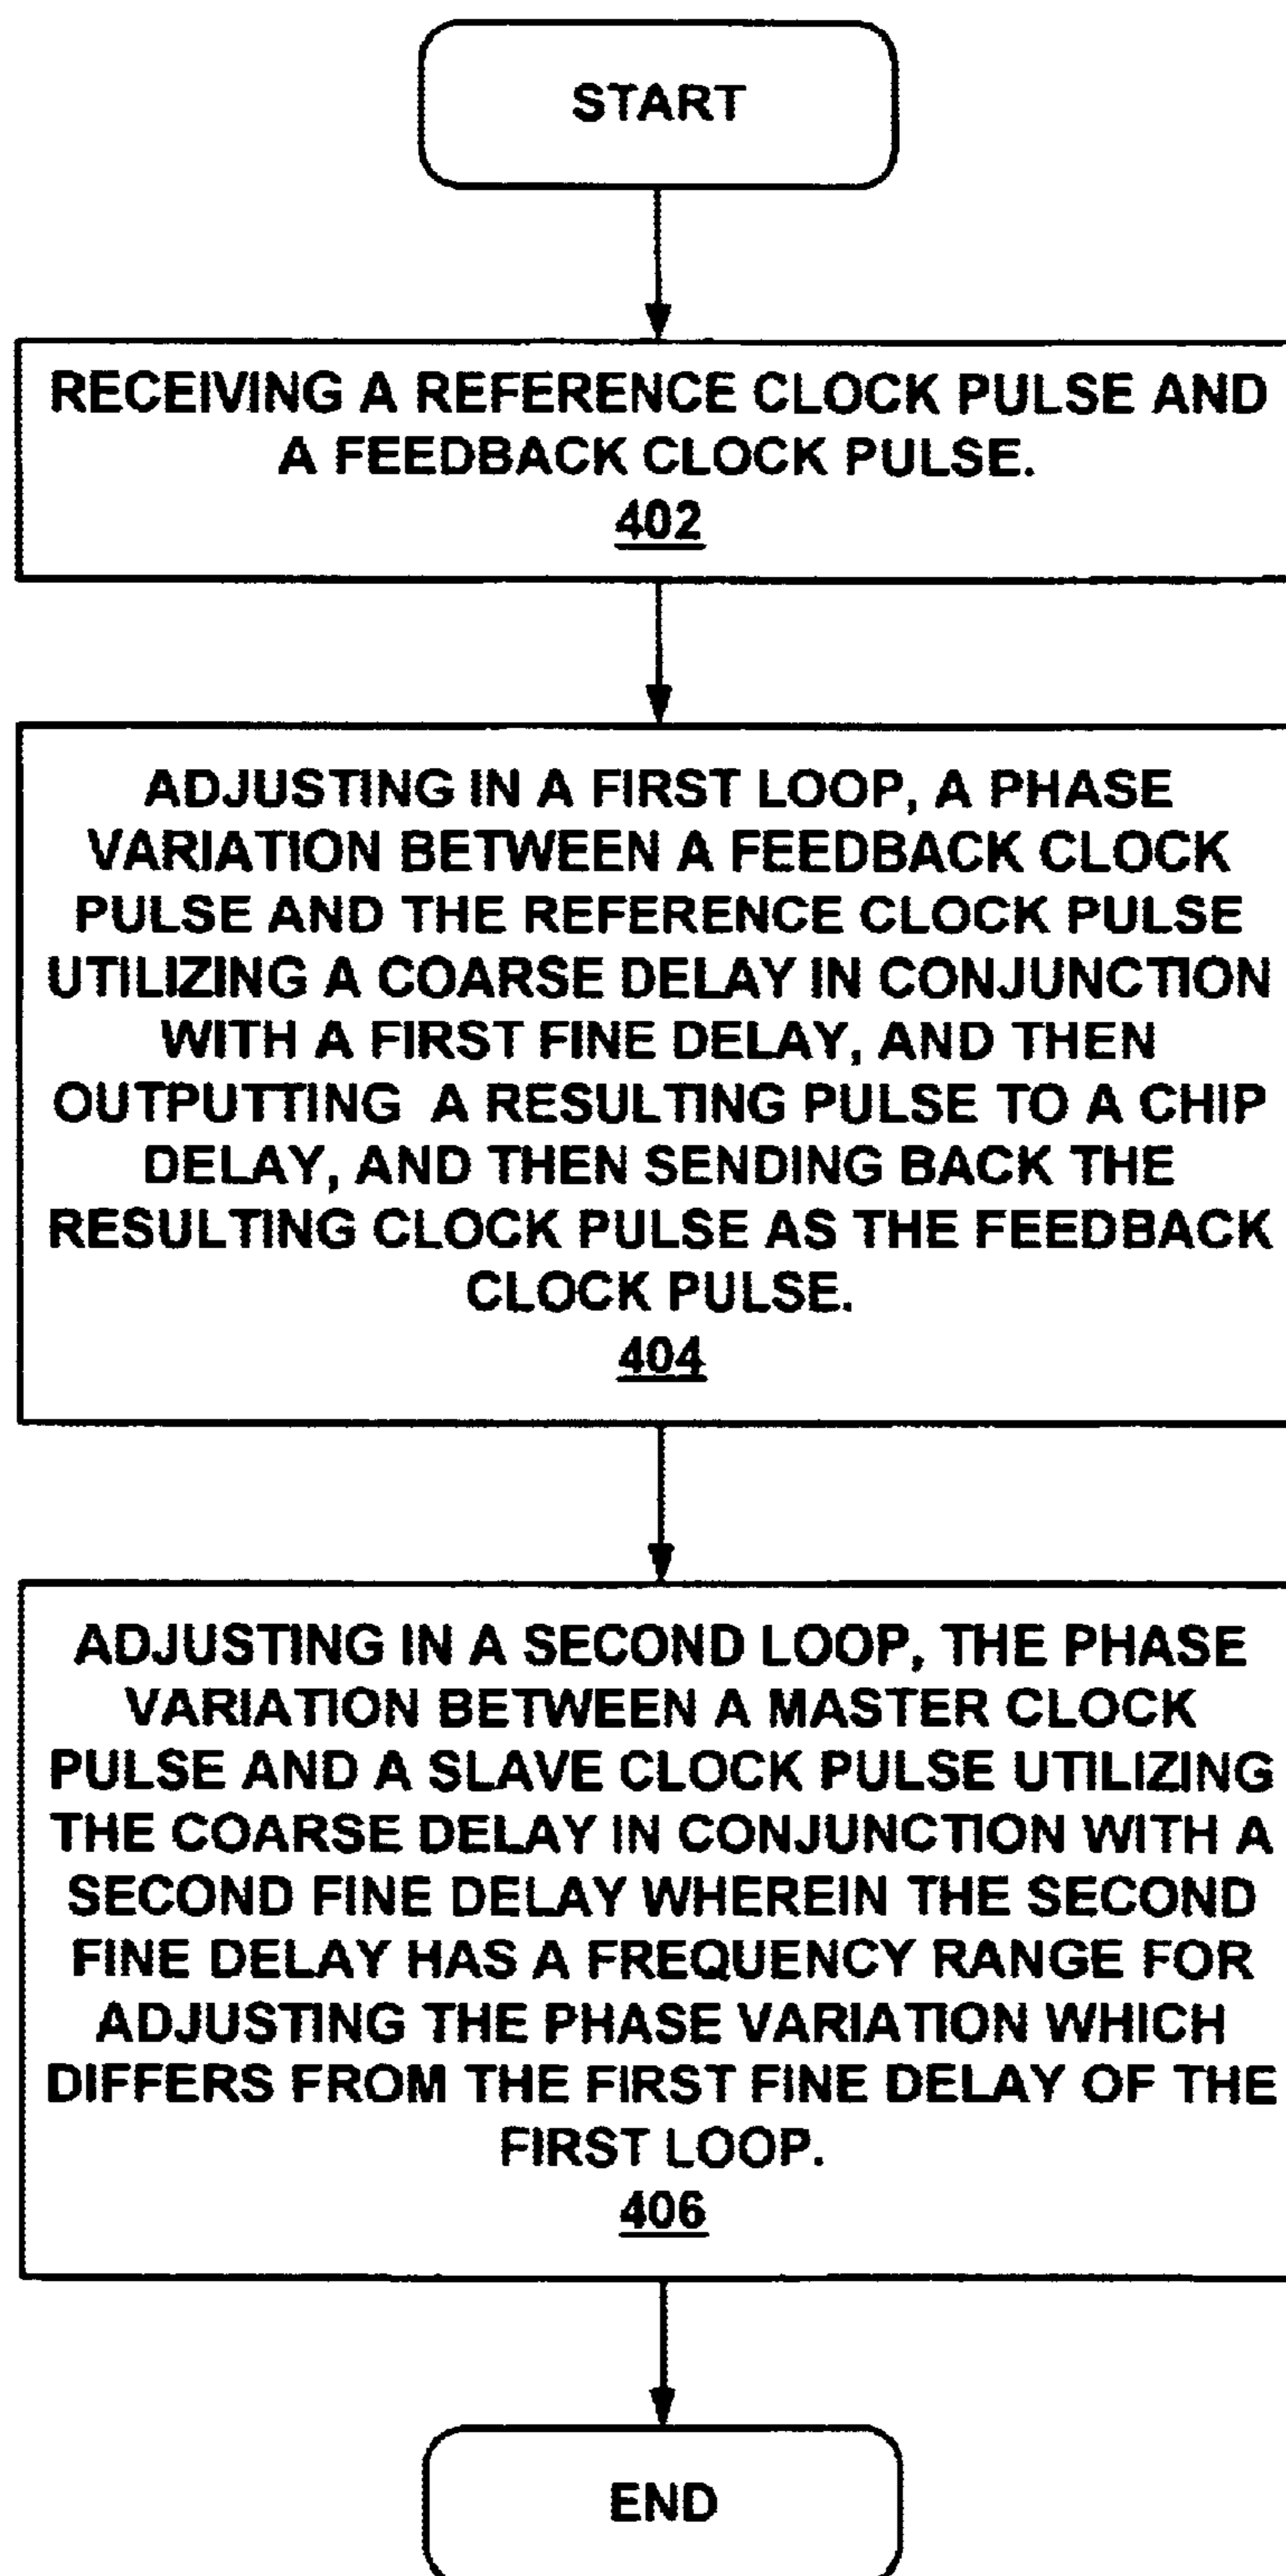 START
RECEIVING A REFERENCE CLOCK PULSE AND
A FEEDBACK CLOCK PULSE.
402
ADJUSTING IN A FIRST LOOP, A PHASE
VARIATION BETWEEN A FEEDBACK CLOCK
PULSE AND THE REFERENCE CLOCK PULSE
UTILIZING A COARSE DELAY IN CONJUNCTION
WITH A FIRST FINE DELAY, AND THEN
OUTPUTTING A RESULTING PULSE TO A CHIP
DELAY, AND THEN SENDING BACK THE
RESULTING CLOCK PULSE AS THE FEEDBACK
CLOCK PULSE.
404
ADJUSTING IN A SECOND LOOP, THE PHASE
VARIATION BETWEEN A MASTER CLOCK
PULSE AND A SLAVE CLOCK PULSE UTILIZING
THE COARSE DELAY IN CONJUNCTION WITH A
SECOND FINE DELAY WHEREIN THE SECOND
FINE DELAY HAS A FREQUENCY RANGE FOR
ADJUSTING THE PHASE VARIATION WHICH
DIFFERS FROM THE FIRST FINE DELAY OF THE
FIRST LOOP.
406
END